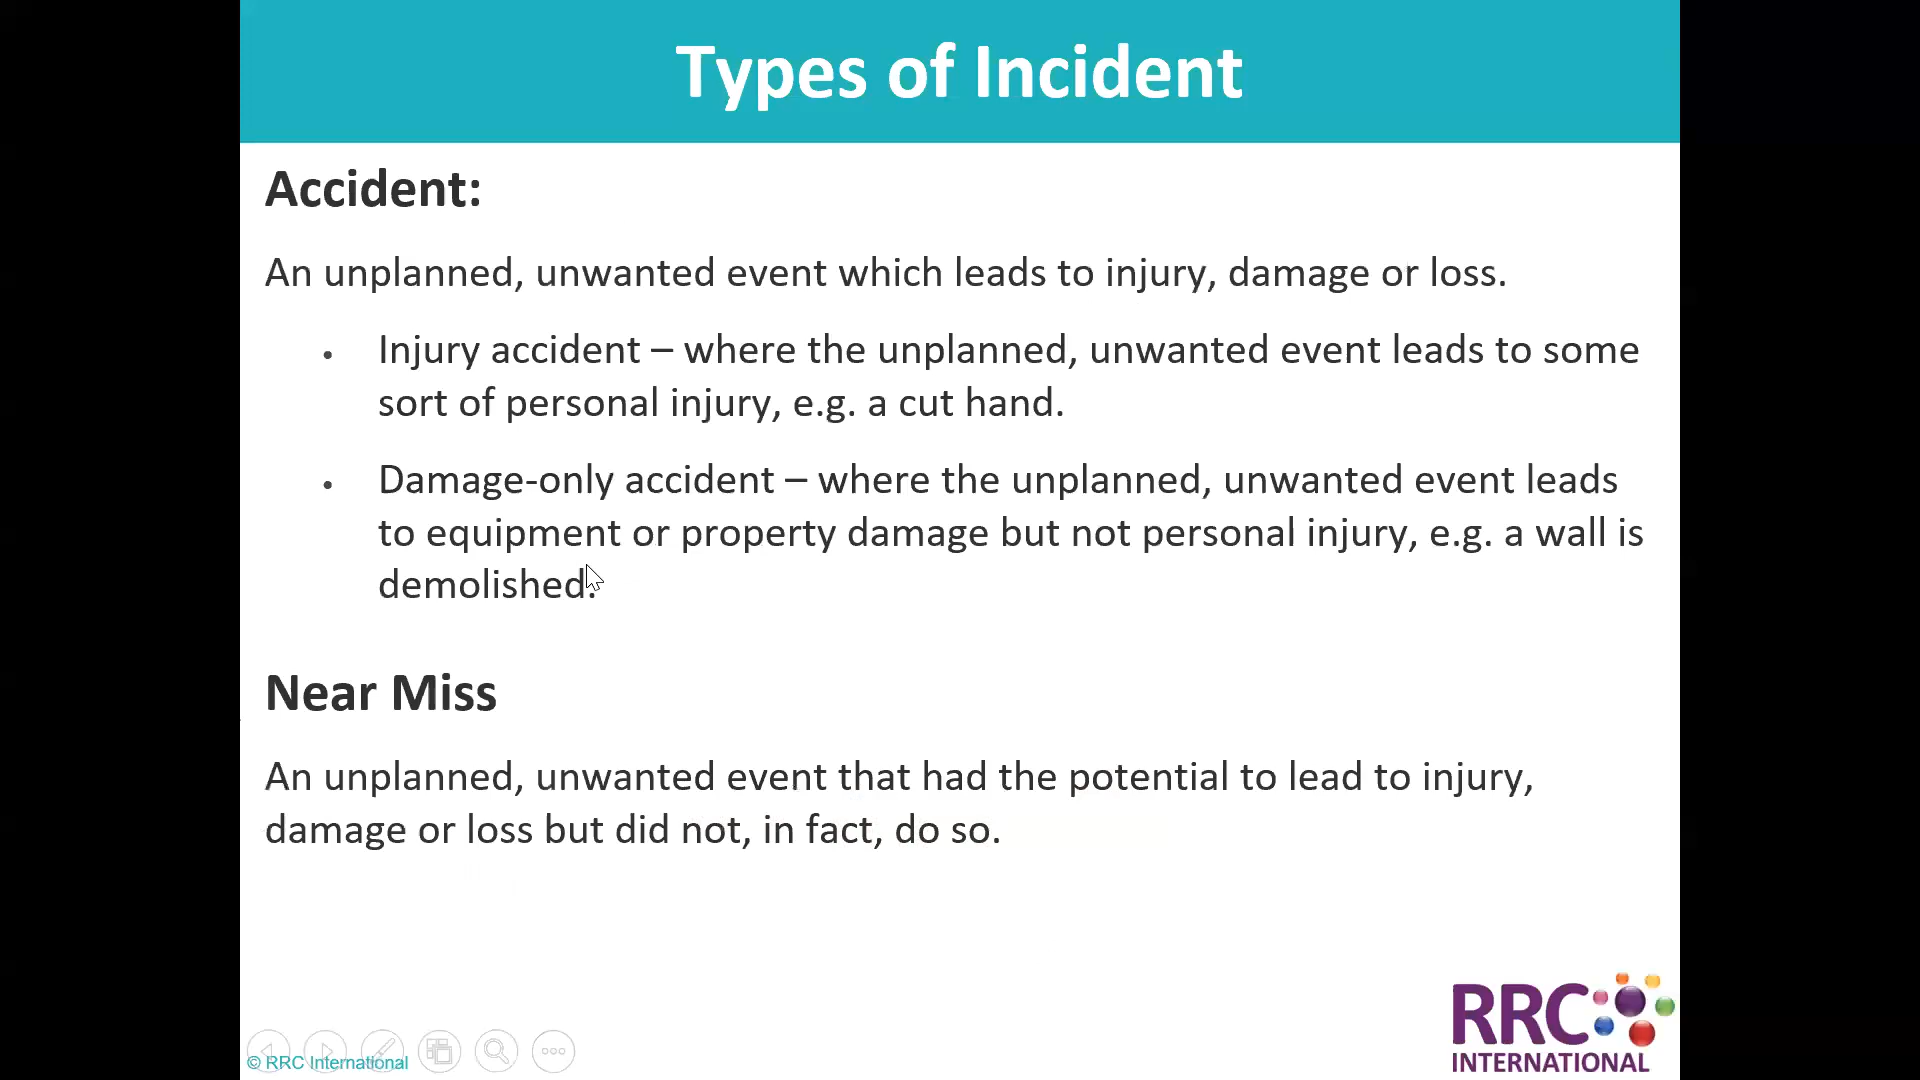 Types of Incident
Accident:
An unplanned, unwanted event which leads to injury, damage or loss.
• Injury accident – where the unplanned, unwanted event leads to some
sort of personal injury, e.g. a cut hand.
• Damage-only accident – where the unplanned, unwanted event leads
to equipment or property damage but not personal injury, e.g. a wall is
demolished.
Near Miss
An unplanned, unwanted event that had the potential to lead to injury,
damage or loss but did not, in fact, do so.
© RRC International
RRC
INTERNATIONAL